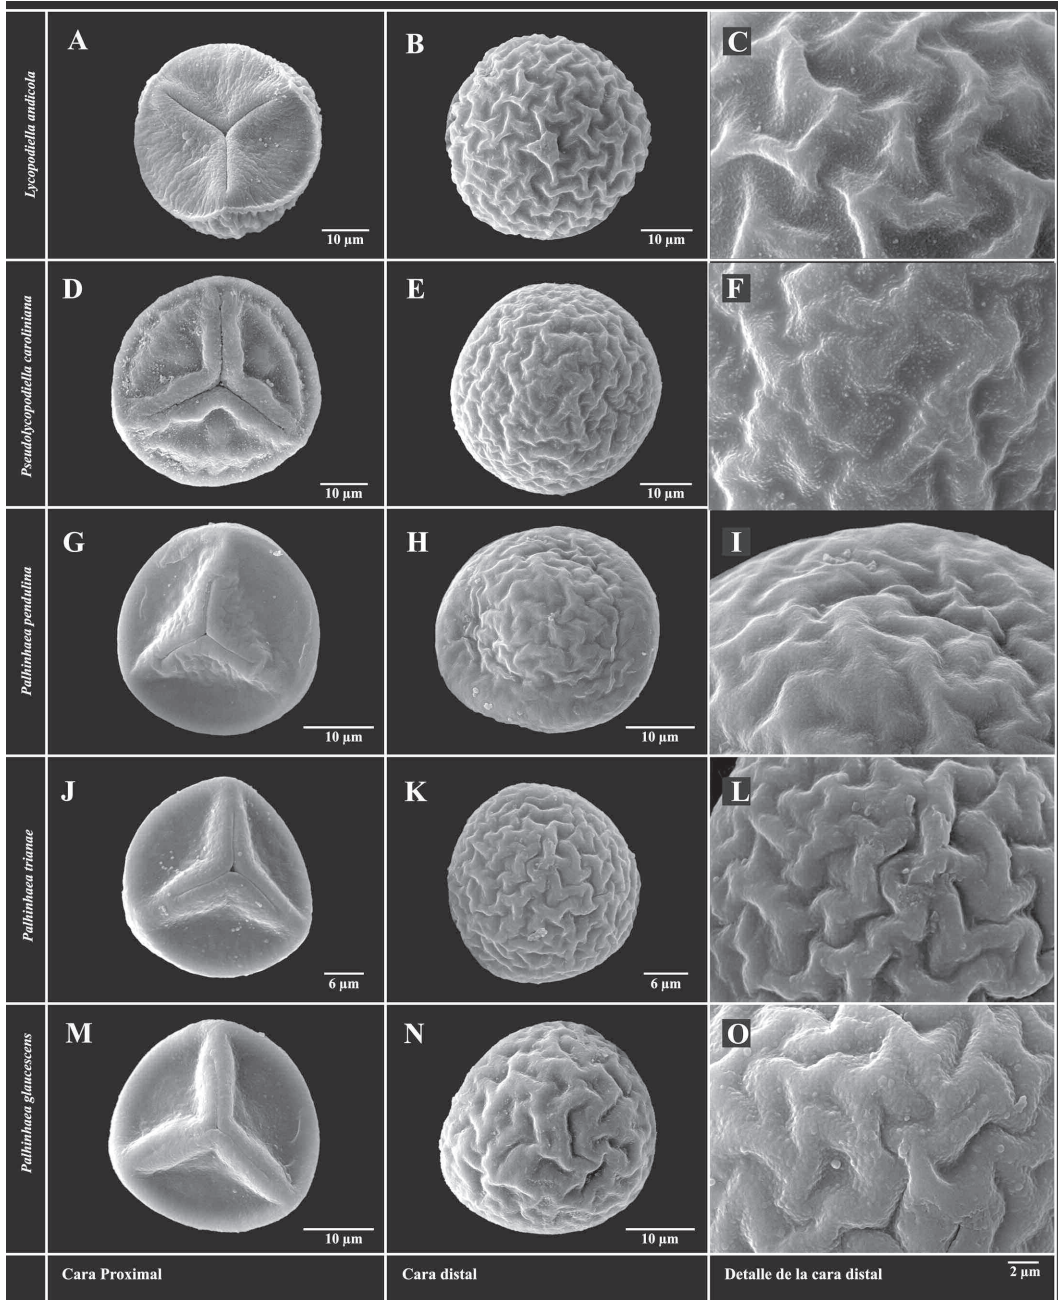 Lycopodiella andicola
A
10 µm
B
10 µm
C
Pseudolycopodiella caroliniana
D
10 µm
E
10 µm
F
Palhinhaea pendulina
G
10 µm
H
10 µm
I
Palhinhaea trianae
J
6 µm
K
6 µm
L
Palhinhaea glaucescens
M
10 µm
N
10 µm
O
Cara Proximal
Cara distal
Detalle de la cara distal
2 µm